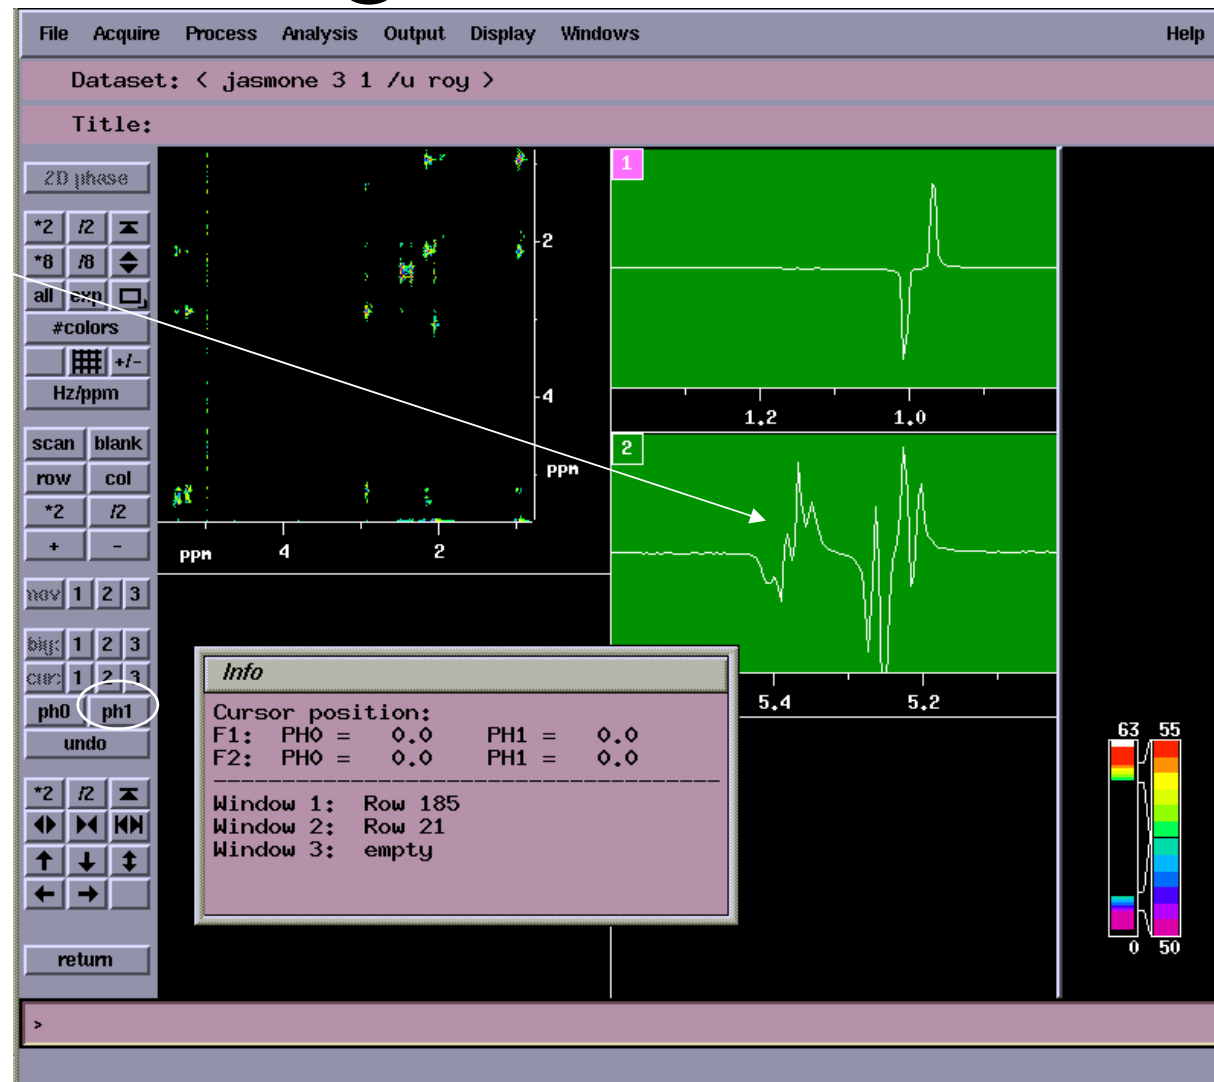 File Acquire Process Analysis Output Display Windows Help
Dataset: < jasmone 3 1 /u roy >
Title:
2D phase
*2 /2
*8 /8
all exp
#colors
+/-
Hz/ppm
scan blank
row col
*2 /2
+ -
1 2 3
big: 1 2 3
cur: 1 2 3
ph0 ph1
undo
*2 /2
return
2
4
PPM
PPM 4 2
1
1.2 1.0
2
5.4 5.2
Info
Cursor position:
F1: PH0 = 0.0 PH1 = 0.0
F2: PH0 = 0.0 PH1 = 0.0
Window 1: Row 185
Window 2: Row 21
Window 3: empty
63 55
0 50
>